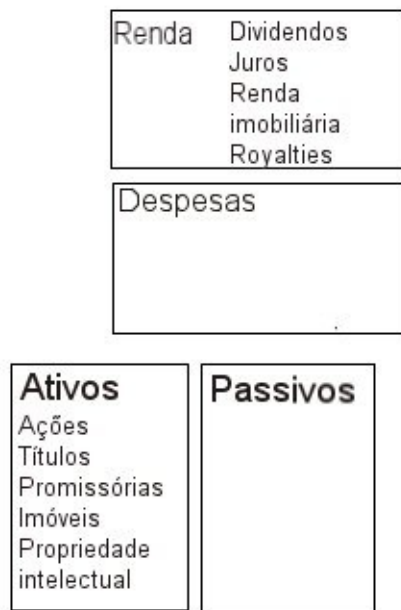 Renda
Dividendos
Juros
Renda
imobiliária
Royalties
Despesas
Ativos
Ações
Títulos
Promissórias
Imóveis
Propriedade
intelectual
Passivos